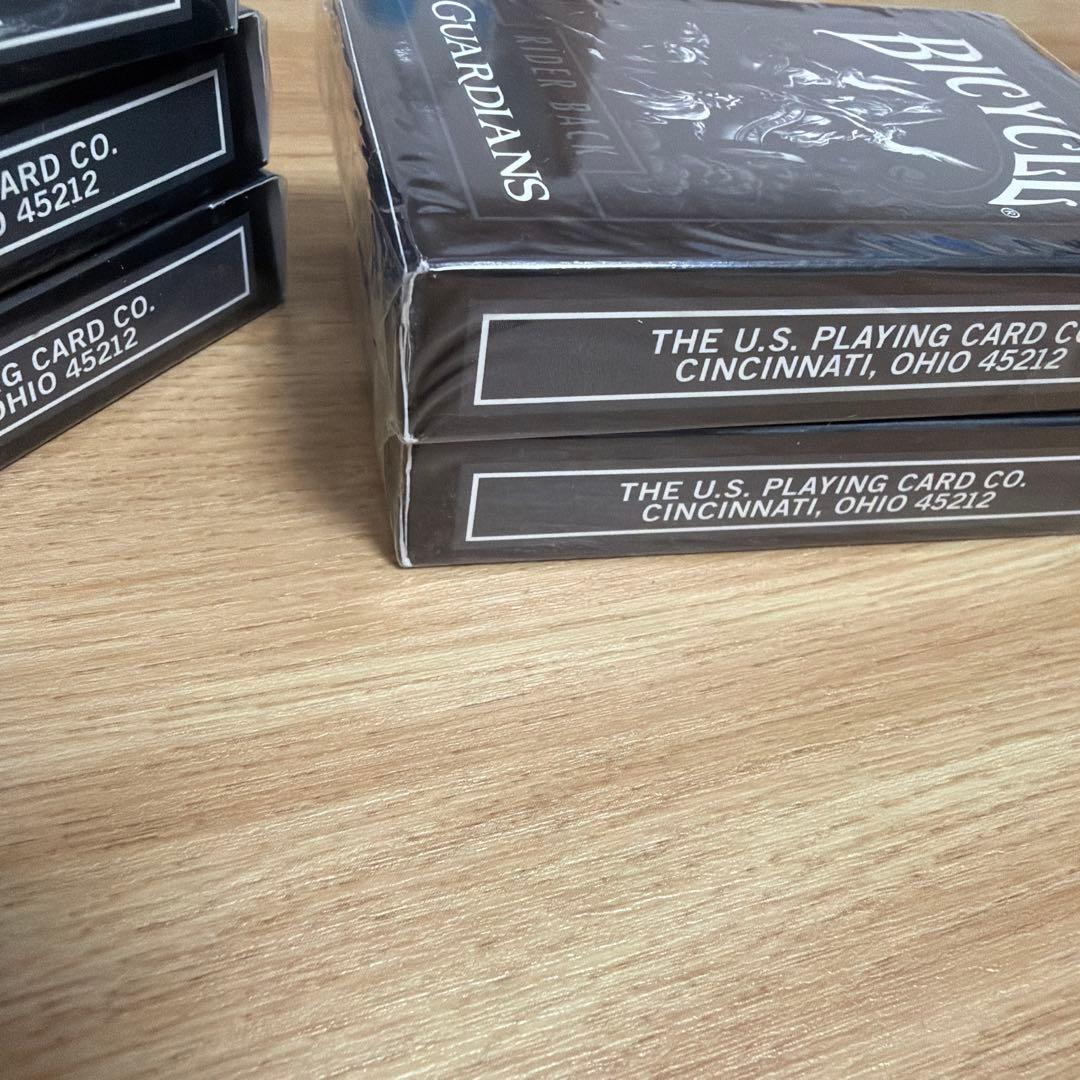 ARD CO.
45212
G CARD CO.
OHIO 45212
GUARDIANS
RIDER BACK
BICYCLE®
THE U.S. PLAYING CARD CO
CINCINNATI, OHIO 45212
THE U.S. PLAYING CARD CO.
CINCINNATI, OHIO 45212